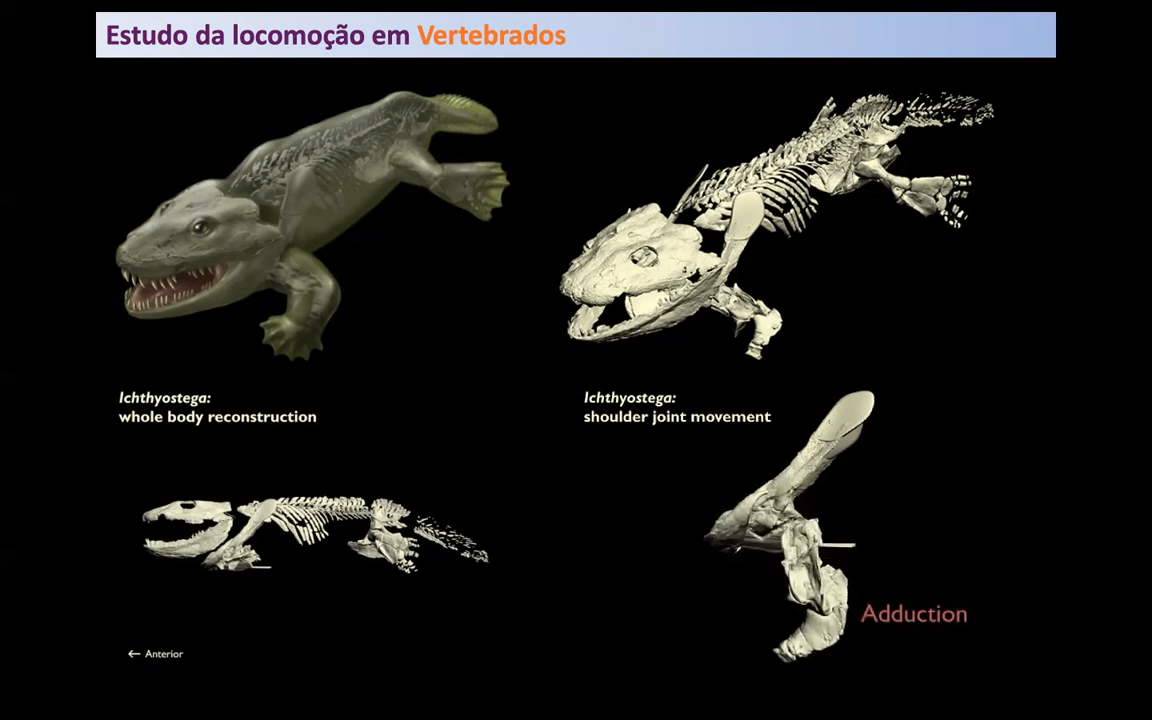 Estudo da locomoção em Vertebrados
Ichthyostega:
whole body reconstruction
Ichthyostega:
shoulder joint movement
Adduction
← Anterior